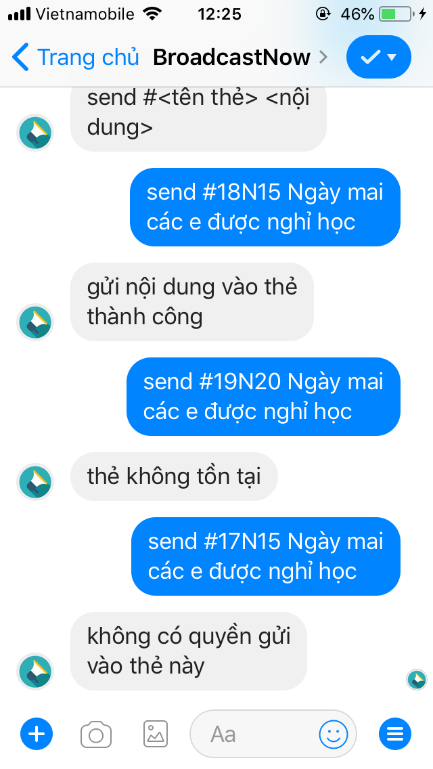 Vietnamobile 12:25 46%
Trang chủ BroadcastNow
send #<tên thẻ> <nội
dung>
send #18N15 Ngày mai
các e được nghỉ học
gửi nội dung vào thẻ
thành công
send #19N20 Ngày mai
các e được nghỉ học
thẻ không tồn tại
send #17N15 Ngày mai
các e được nghỉ học
không có quyền gửi
vào thẻ này
Aa